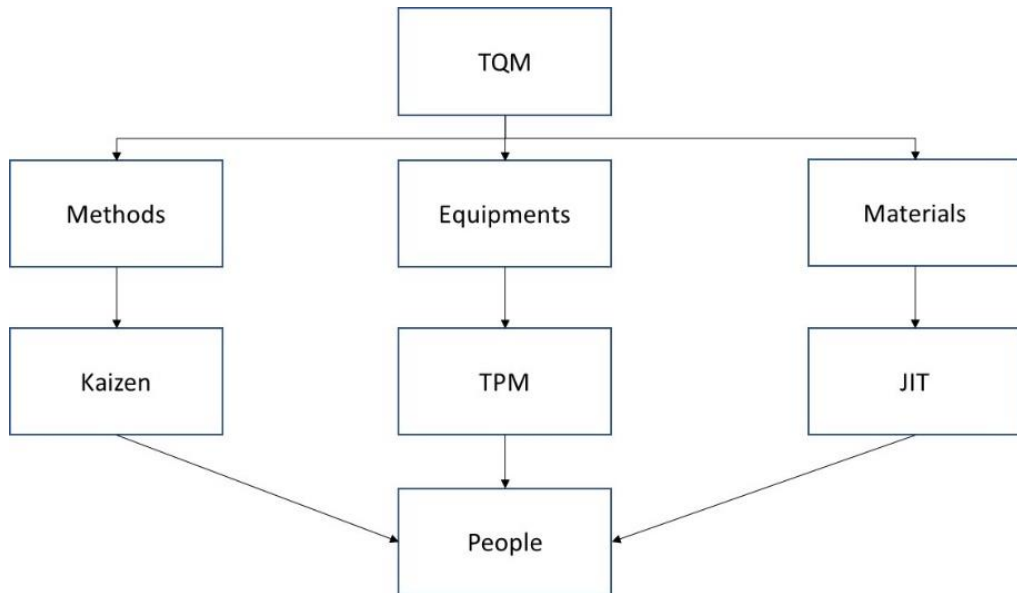 TQM
Methods
Equipments
Materials
Kaizen
TPM
JIT
People